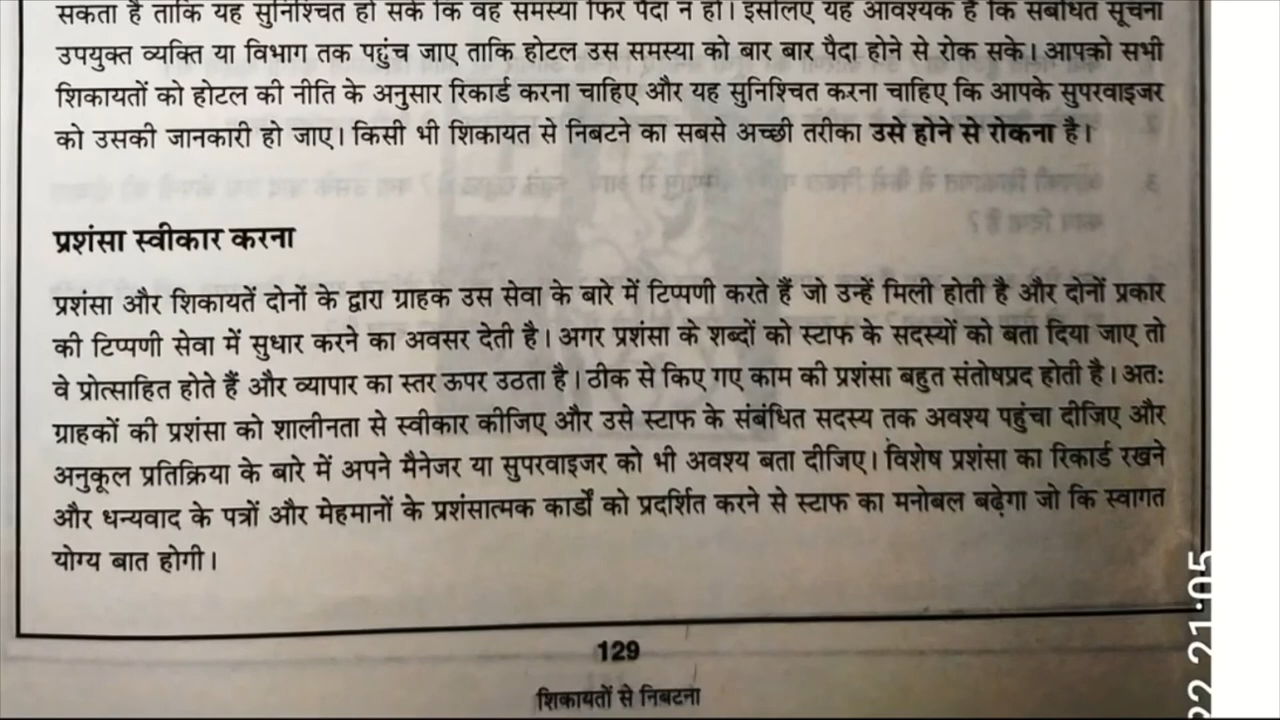 सकता है ताकि यह सुनिश्चित हो सके कि वह समस्या फिर पैदा न हो। इसलिए यह आवश्यक है कि संबंधित सूचना
उपयुक्त व्यक्ति या विभाग तक पहुंच जाए ताकि होटल उस समस्या को बार बार पैदा होने से रोक सके। आपको सभी
शिकायतों को होटल की नीति के अनुसार रिकार्ड करना चाहिए और यह सुनिश्चित करना चाहिए कि आपके सुपरवाइजर
को उसकी जानकारी हो जाए। किसी भी शिकायत से निबटने का सबसे अच्छी तरीका उसे होने से रोकना है।
प्रशंसा स्वीकार करना
प्रशंसा और शिकायतें दोनों के द्वारा ग्राहक उस सेवा के बारे में टिप्पणी करते हैं जो उन्हें मिली होती है और दोनों प्रकार
की टिप्पणी सेवा में सुधार करने का अवसर देती है। अगर प्रशंसा के शब्दों को स्टाफ के सदस्यों को बता दिया जाए तो
वे प्रोत्साहित होते हैं और व्यापार का स्तर ऊपर उठता है। ठीक से किए गए काम की प्रशंसा बहुत संतोषप्रद होती है। अतः
ग्राहकों की प्रशंसा को शालीनता से स्वीकार कीजिए और उसे स्टाफ के संबंधित सदस्य तक अवश्य पहुंचा दीजिए और
अनुकूल प्रतिक्रिया के बारे में अपने मैनेजर या सुपरवाइजर को भी अवश्य बता दीजिए। विशेष प्रशंसा का रिकार्ड रखने
और धन्यवाद के पत्रों और मेहमानों के प्रशंसात्मक कार्डों को प्रदर्शित करने से स्टाफ का मनोबल बढ़ेगा जो कि स्वागत
योग्य बात होगी।
129
शिकायतों से निबटना
22 21:05